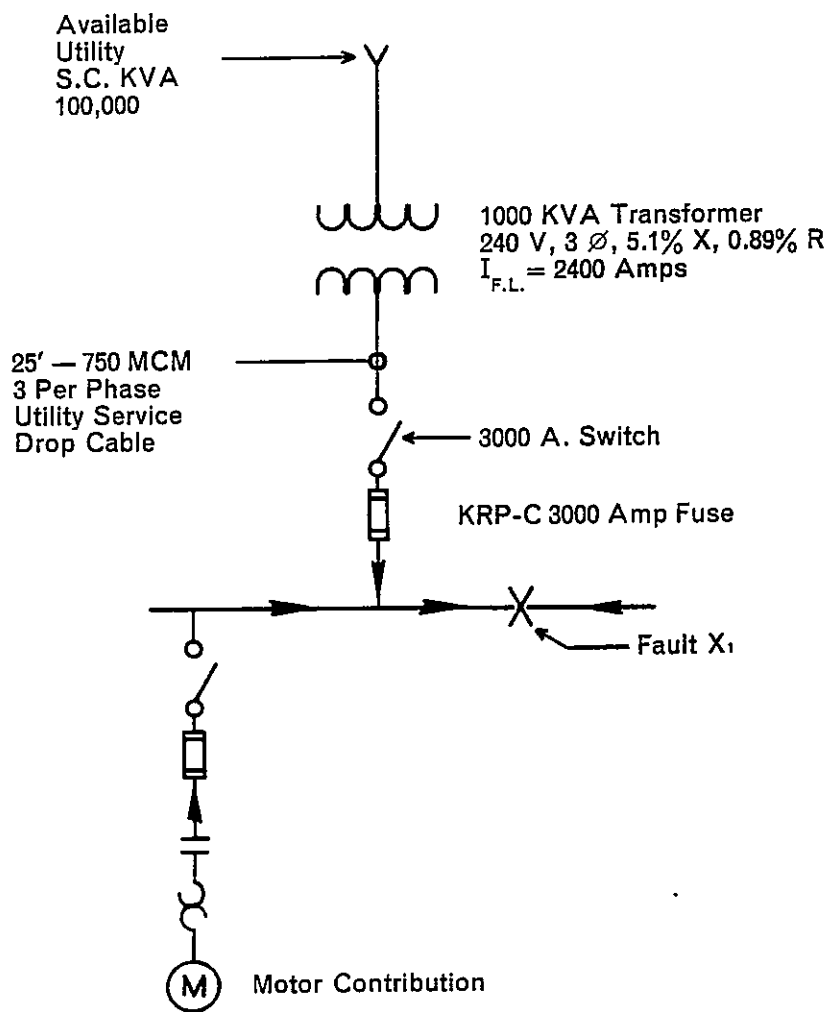 Available
Utility
S.C. KVA
100,000
1000 KVA Transformer
240 V, 3 Ø, 5.1% X, 0.89% R
I F.L. = 2400 Amps
25' — 750 MCM
3 Per Phase
Utility Service
Drop Cable
3000 A. Switch
KRP-C 3000 Amp Fuse
Fault X₁
M
Motor Contribution